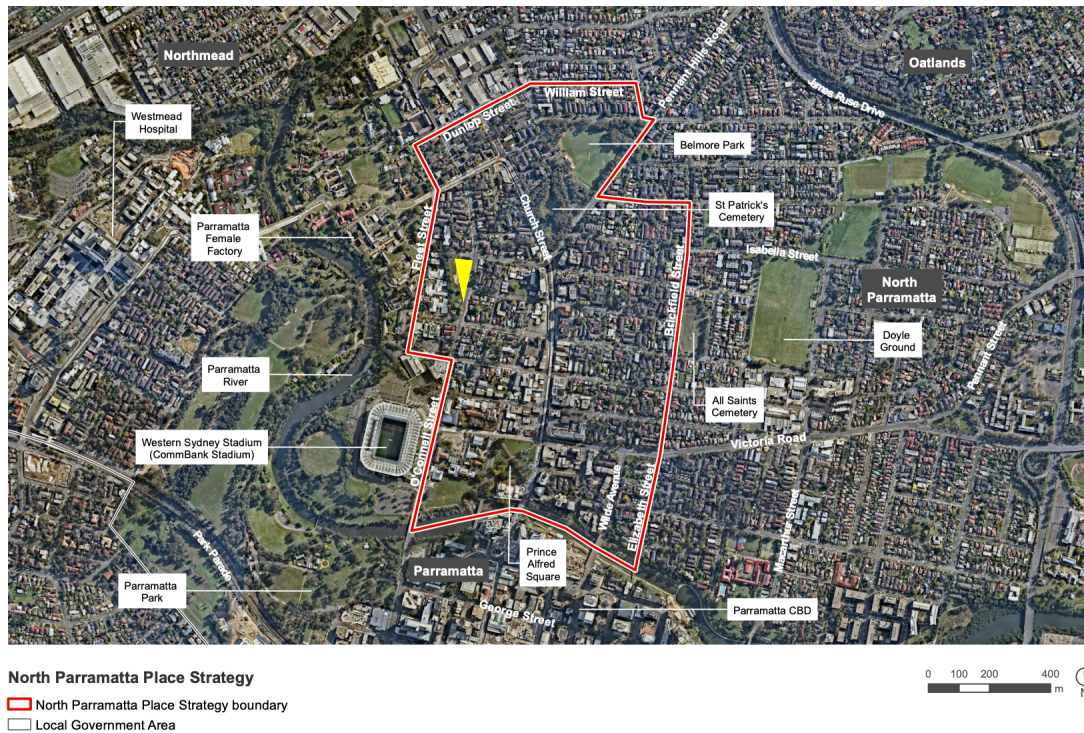 Northmead
Oatlands
Pennant Hills Road
James Ruse Drive
William Street
Dunlop Street
Westmead
Hospital
Belmore Park
St Patrick's
Cemetery
Church Street
Fleet Street
Parramatta
Female
Factory
Isabella Street
Brickfield Street
North
Parramatta
Doyle
Ground
Pennant Street
Parramatta
River
All Saints
Cemetery
Western Sydney Stadium
(CommBank Stadium)
O'Connell Street
Victoria Road
Wilde Avenue
Elizabeth Street
Macarthur Street
Park Parade
Parramatta
Prince
Alfred
Square
Parramatta
Park
George Street
Parramatta CBD
North Parramatta Place Strategy
North Parramatta Place Strategy boundary
Local Government Area
0 100 200 400
m
N